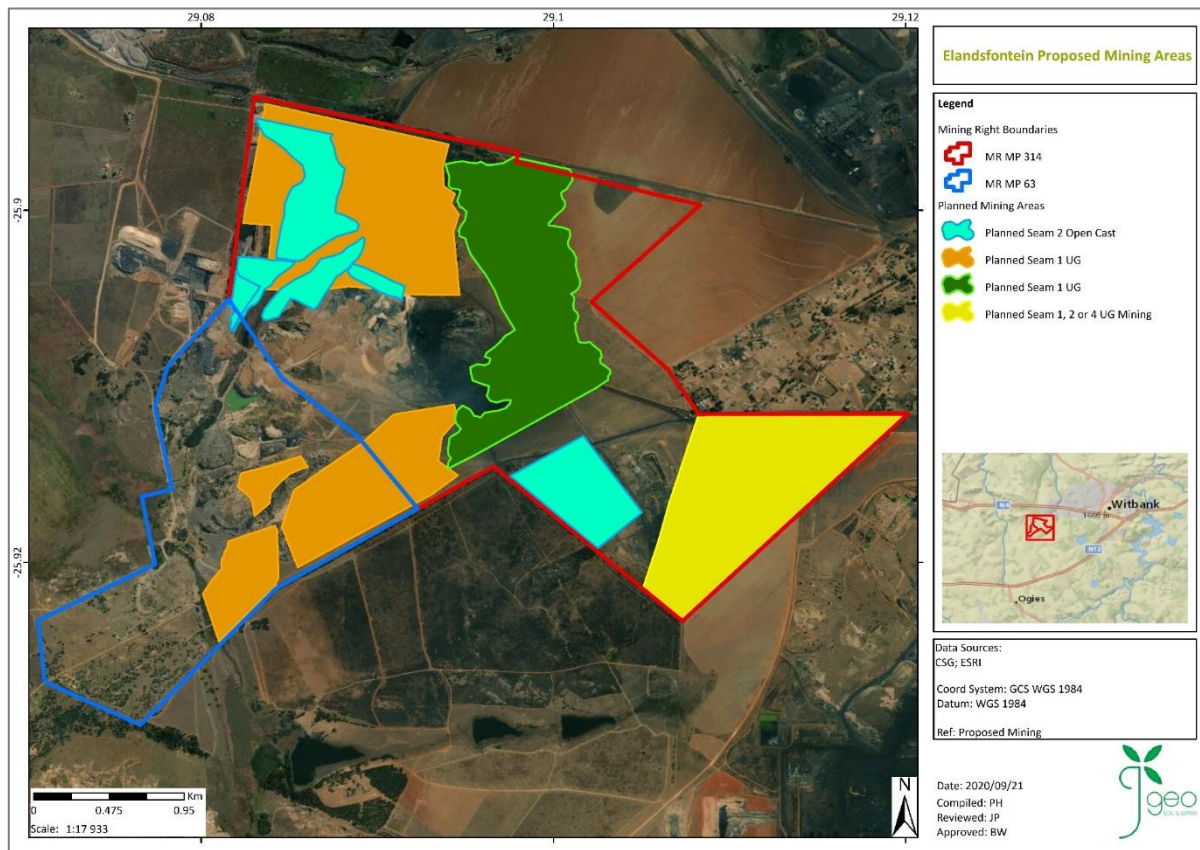 29.08
29.1
29.12
-25.9
-25.92
Elandsfontein Proposed Mining Areas
Legend
Mining Right Boundaries
MR MP 314
MR MP 63
Planned Mining Areas
Planned Seam 2 Open Cast
Planned Seam 1 UG
Planned Seam 1 UG
Planned Seam 1, 2 or 4 UG Mining
N4
Witbank
N12
Ogies
Data Sources:
CSG; ESRI
Coord System: GCS WGS 1984
Datum: WGS 1984
Ref: Proposed Mining
Date: 2020/09/21
Compiled: PH
Reviewed: JP
Approved: BW
geo
SOIL & WATER
N
Km
0 0.475 0.95
Scale: 1:17 933